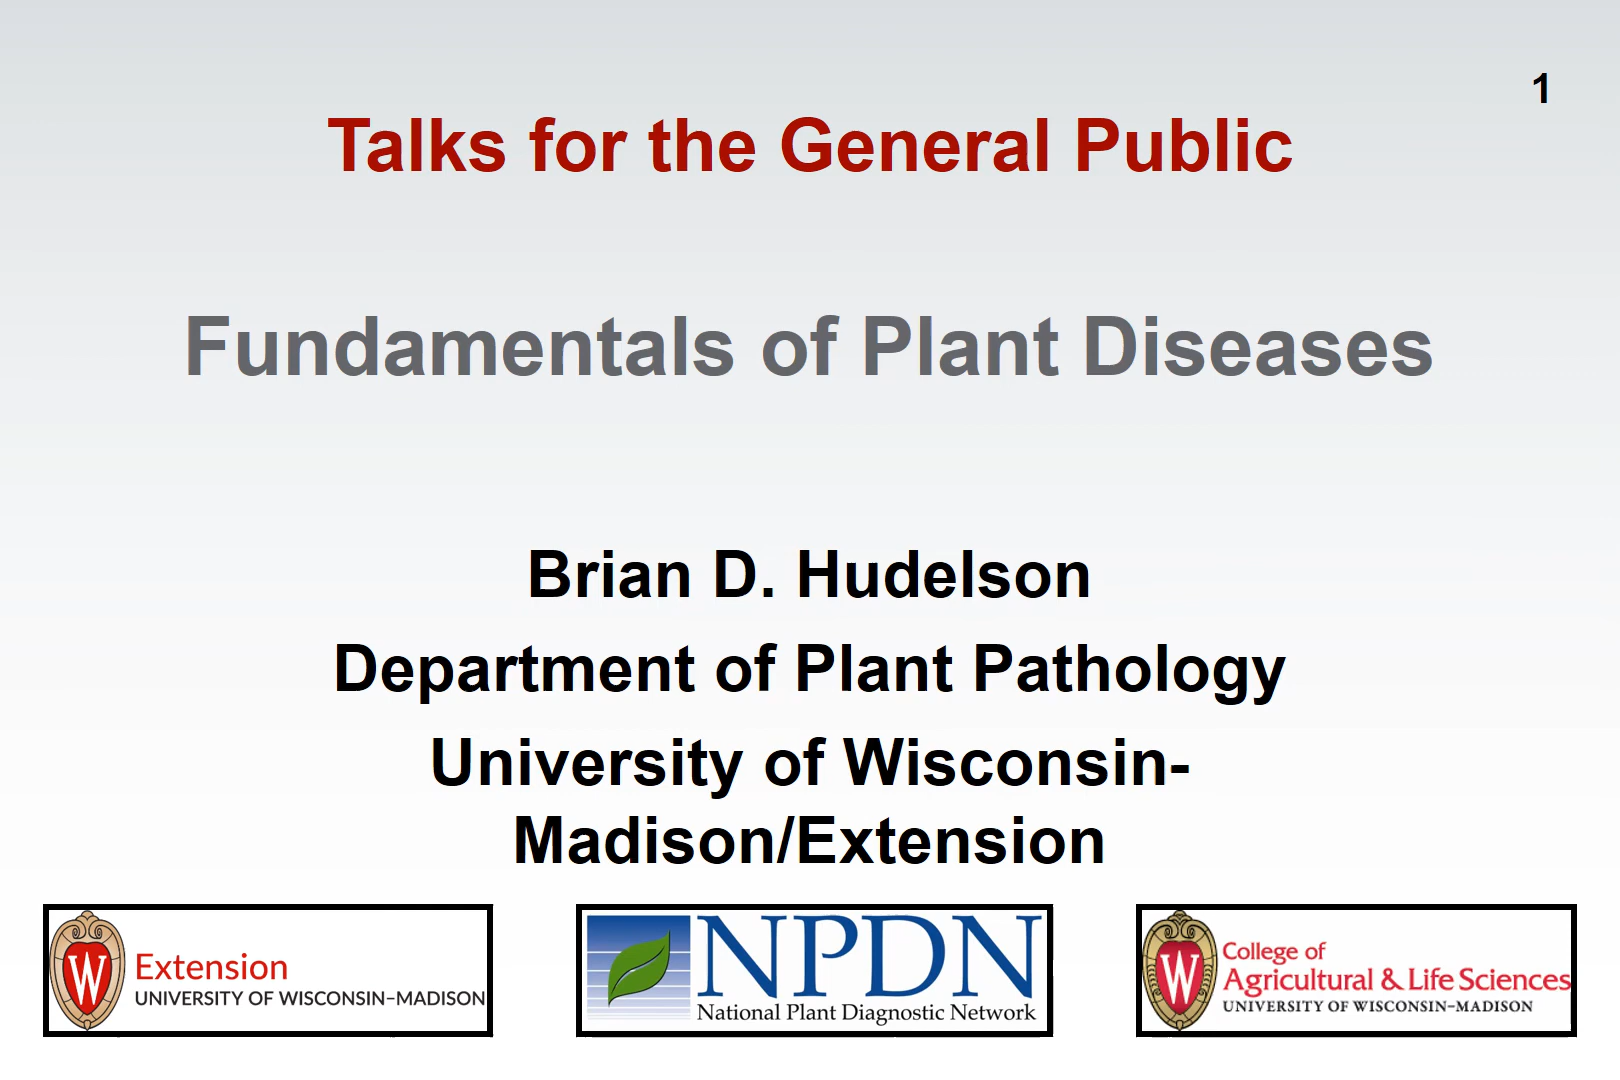 1
Talks for the General Public
Fundamentals of Plant Diseases
Brian D. Hudelson
Department of Plant Pathology
University of Wisconsin-
Madison/Extension
W
Extension
UNIVERSITY OF WISCONSIN–MADISON
NPDN
National Plant Diagnostic Network
W
College of
Agricultural & Life Sciences
UNIVERSITY OF WISCONSIN–MADISON